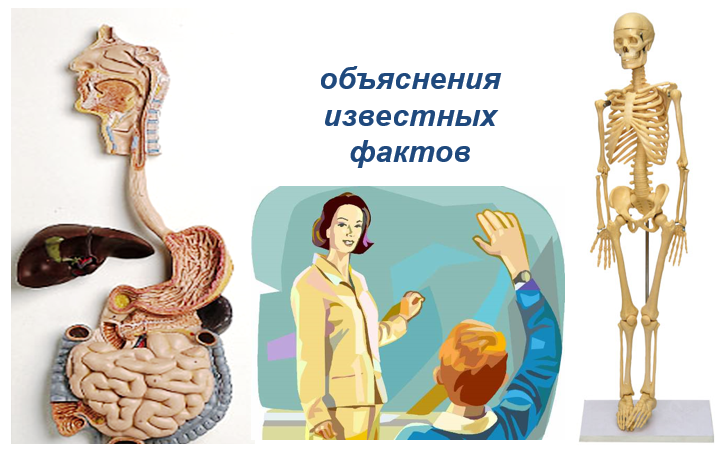 объяснения
известных
фактов